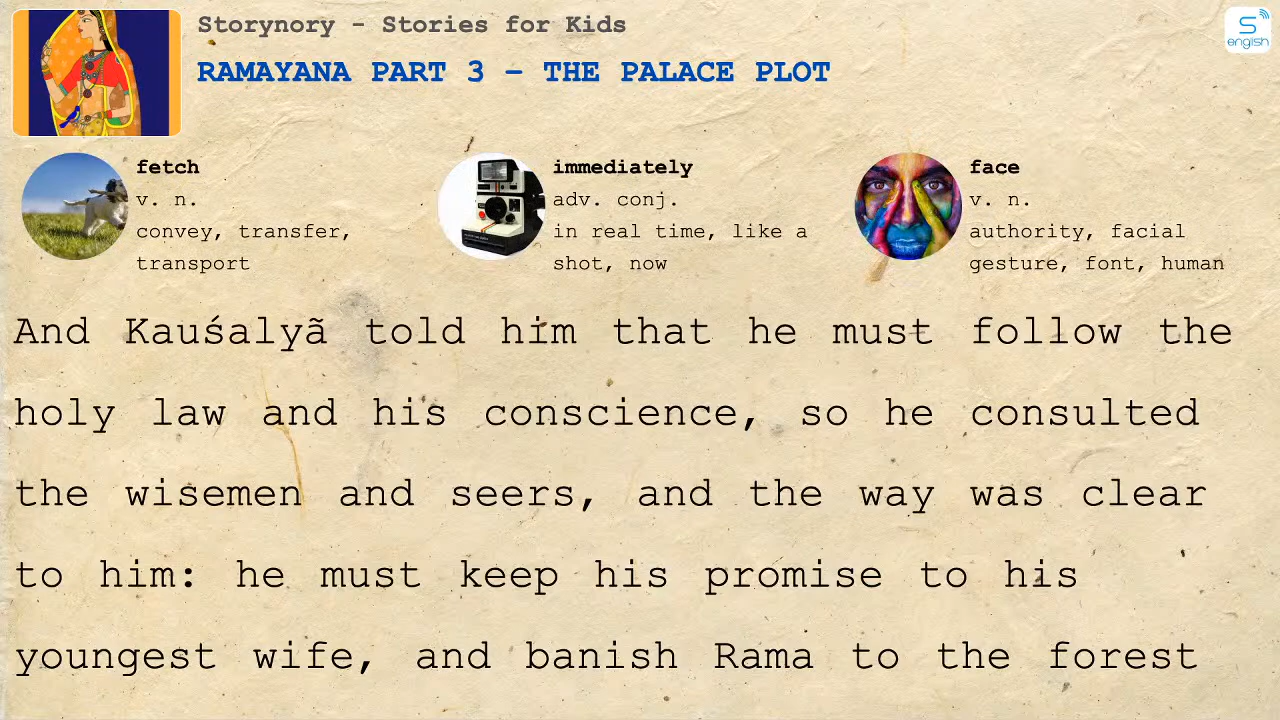 Storynory - Stories for Kids
RAMAYANA PART 3 – THE PALACE PLOT
S
english
fetch
v. n.
convey, transfer,
transport
immediately
adv. conj.
in real time, like a
shot, now
face
v. n.
authority, facial
gesture, font, human
And Kauśalyã told him that he must follow the
holy law and his conscience, so he consulted
the wisemen and seers, and the way was clear
to him: he must keep his promise to his
youngest wife, and banish Rama to the forest